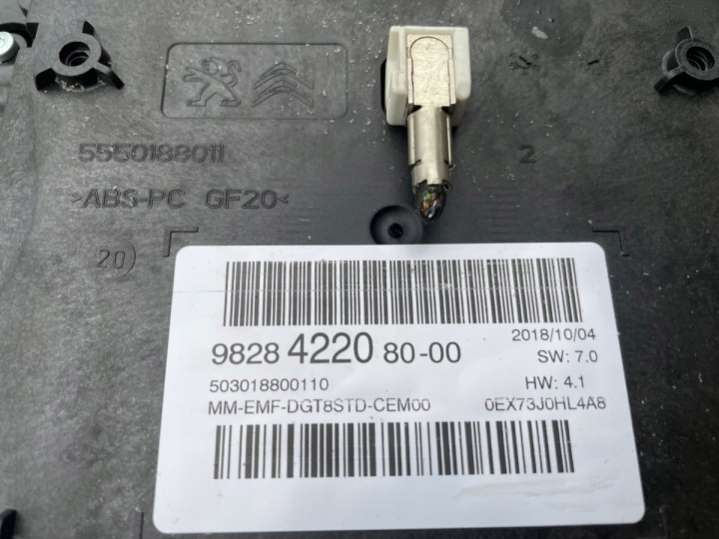 5550188011
2
>ABS-PC GF20<
20
9828 4220 80-00
2018/10/04
SW: 7.0
503018800110
HW: 4.1
MM-EMF-DGT8STD-CEM00
0EX73J0HL4A8